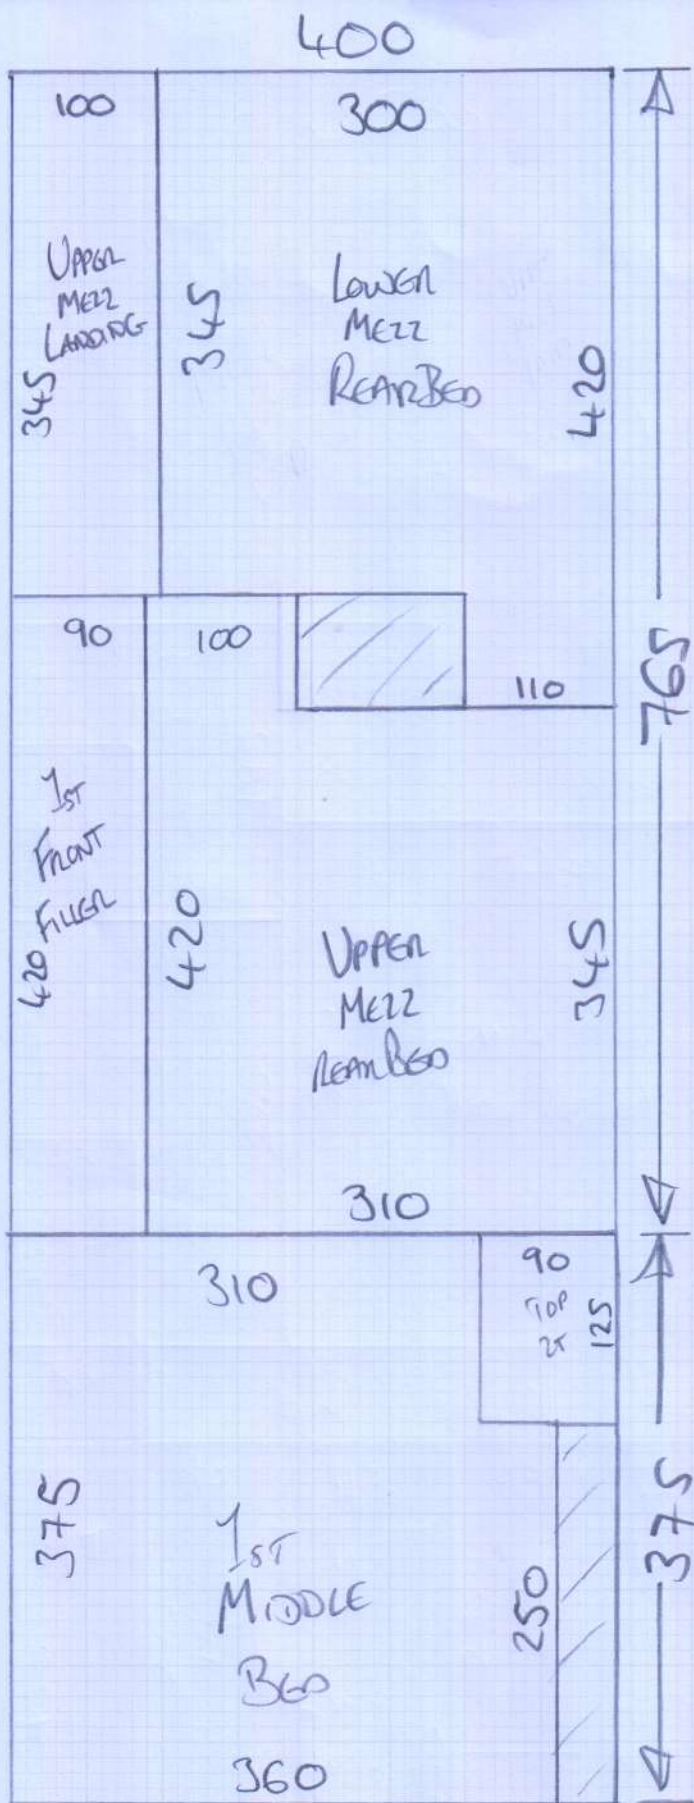 400
100
300
UPPER
MEZZ
LANDING
345
345
LOWER
MEZZ
REAR BED
420
765
90
100
110
1ST
FRONT
FILLER
420
420
UPPER
MEZZ
REAR BED
345
310
310
90
TOP
125
375
1ST
MIDDLE
BED
250
375
360